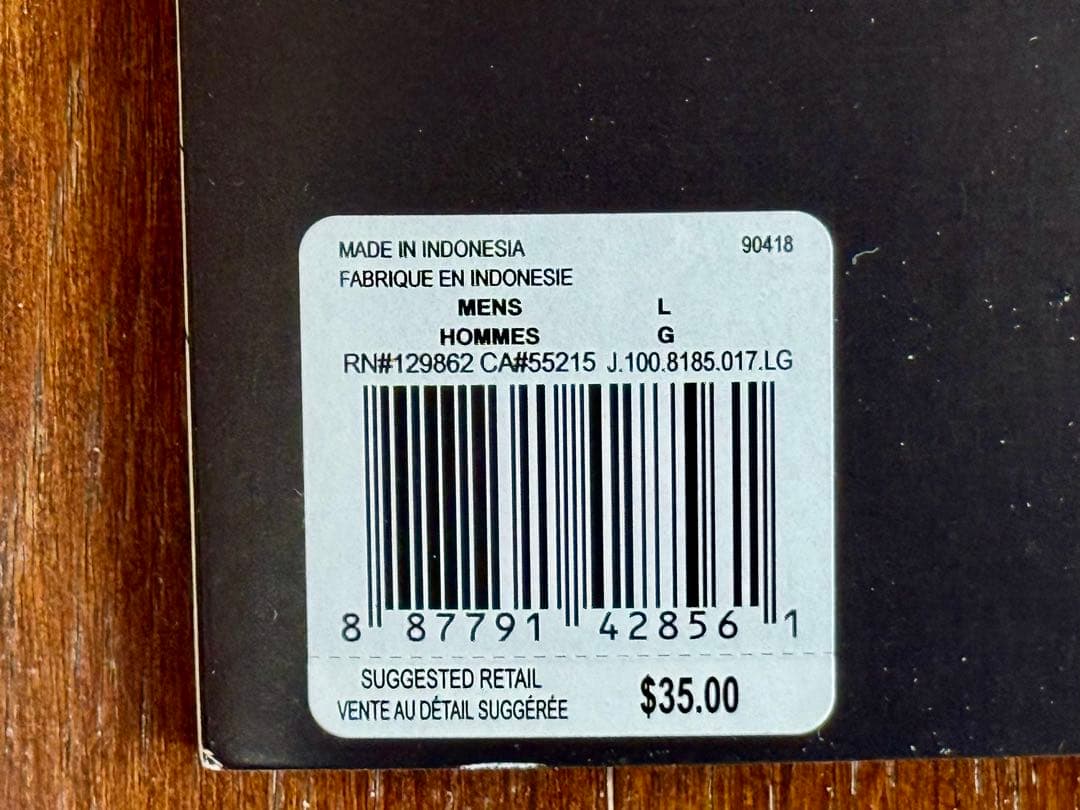 MADE IN INDONESIA 90418
FABRIQUE EN INDONESIE
MENS L
HOMMES G
RN#129862 CA#55215 J.100.8185.017.LG
8 87791 42856 1
SUGGESTED RETAIL
VENTE AU DÉTAIL SUGGÉRÉE $35.00